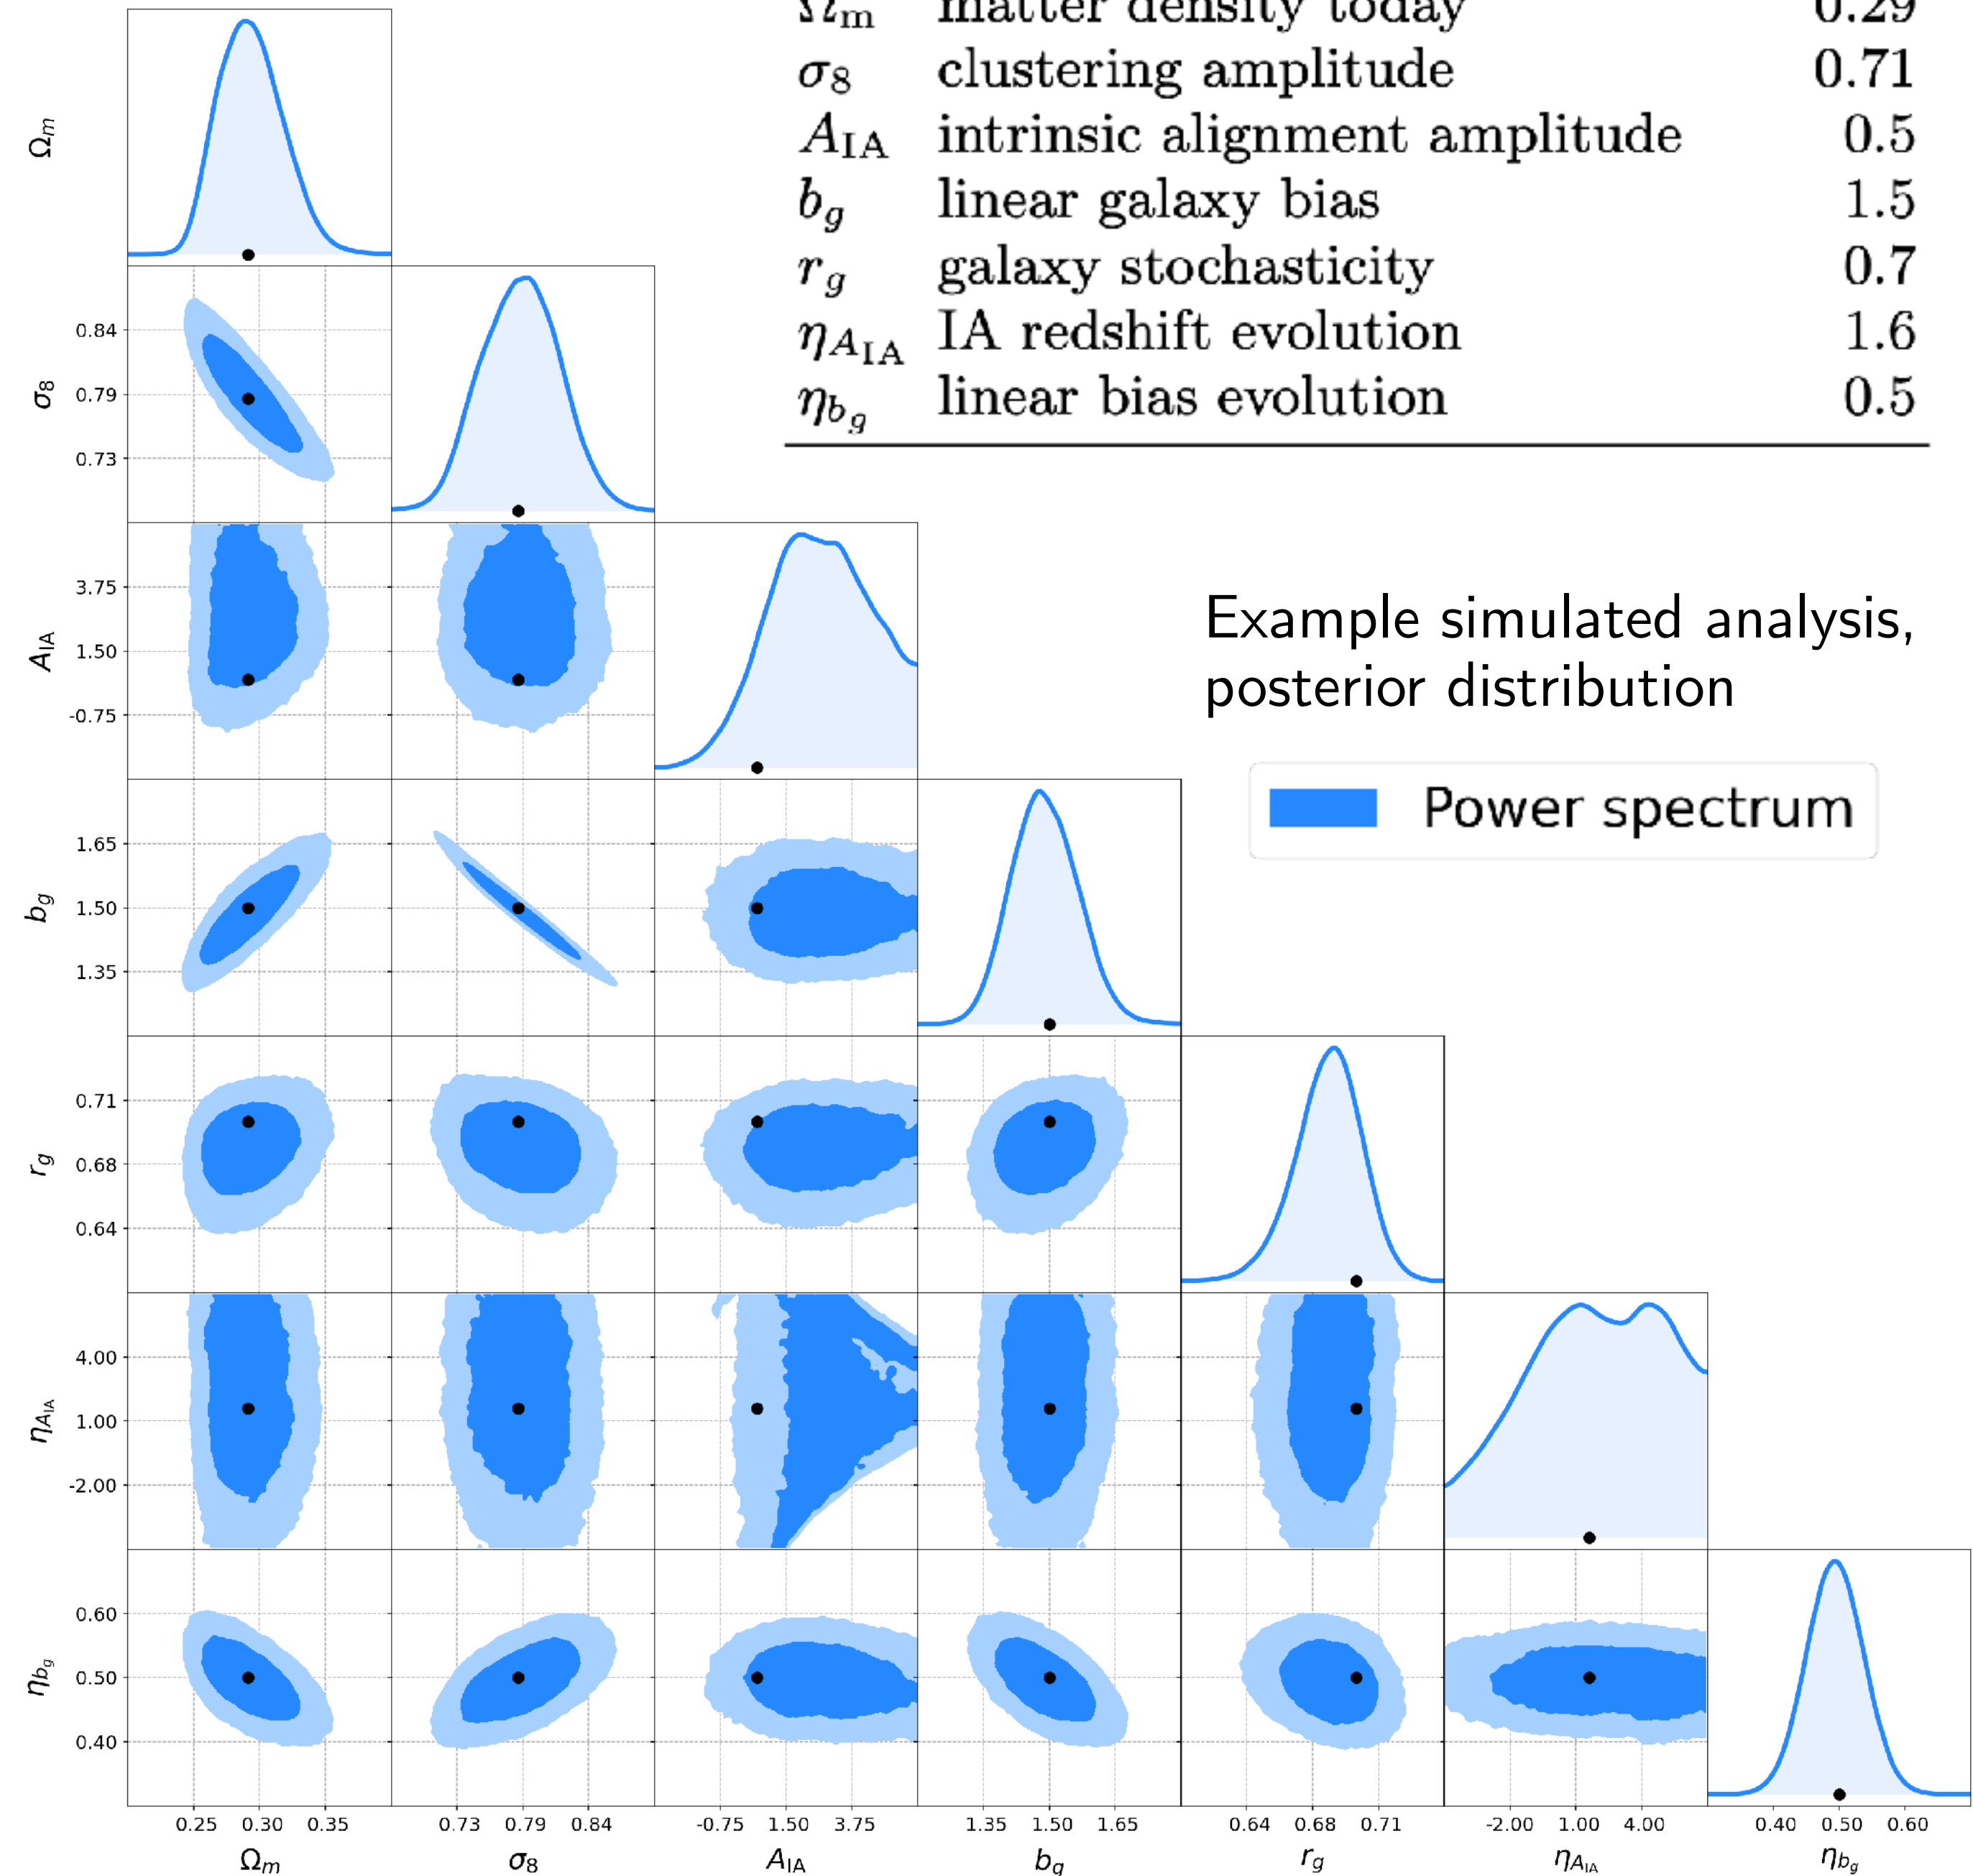 Ωm matter density today 0.29
σ8 clustering amplitude 0.71
AIA intrinsic alignment amplitude 0.5
bg linear galaxy bias 1.5
rg galaxy stochasticity 0.7
ηAIA IA redshift evolution 1.6
ηbg linear bias evolution 0.5
Example simulated analysis,
posterior distribution
Power spectrum
Ωm
σ8
0.84
0.79
0.73
AIA
3.75
1.50
-0.75
bg
1.65
1.50
1.35
rg
0.71
0.68
0.64
ηAIA
4.00
1.00
-2.00
ηbg
0.60
0.50
0.40
0.25 0.30 0.35 0.73 0.79 0.84 -0.75 1.50 3.75 1.35 1.50 1.65 0.64 0.68 0.71 -2.00 1.00 4.00 0.40 0.50 0.60
Ωm σ8 AIA bg rg ηAIA ηbg